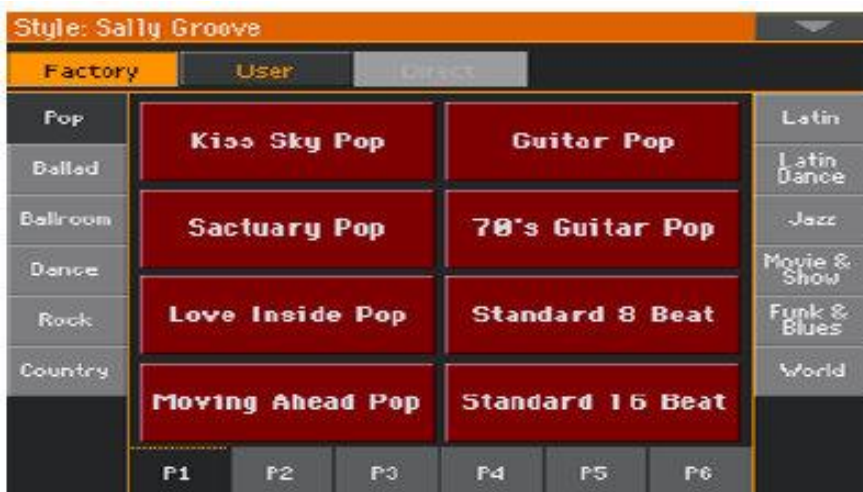 Style: Sally Groove
Factory User Direct
Pop
Ballad
Ballroom
Dance
Rock
Country
Kiss Sky Pop
Guitar Pop
Sactuary Pop
70's Guitar Pop
Love Inside Pop
Standard 8 Beat
Moving Ahead Pop
Standard 16 Beat
Latin
Latin
Dance
Jazz
Movie &
Show
Funk &
Blues
World
P1 P2 P3 P4 P5 P6